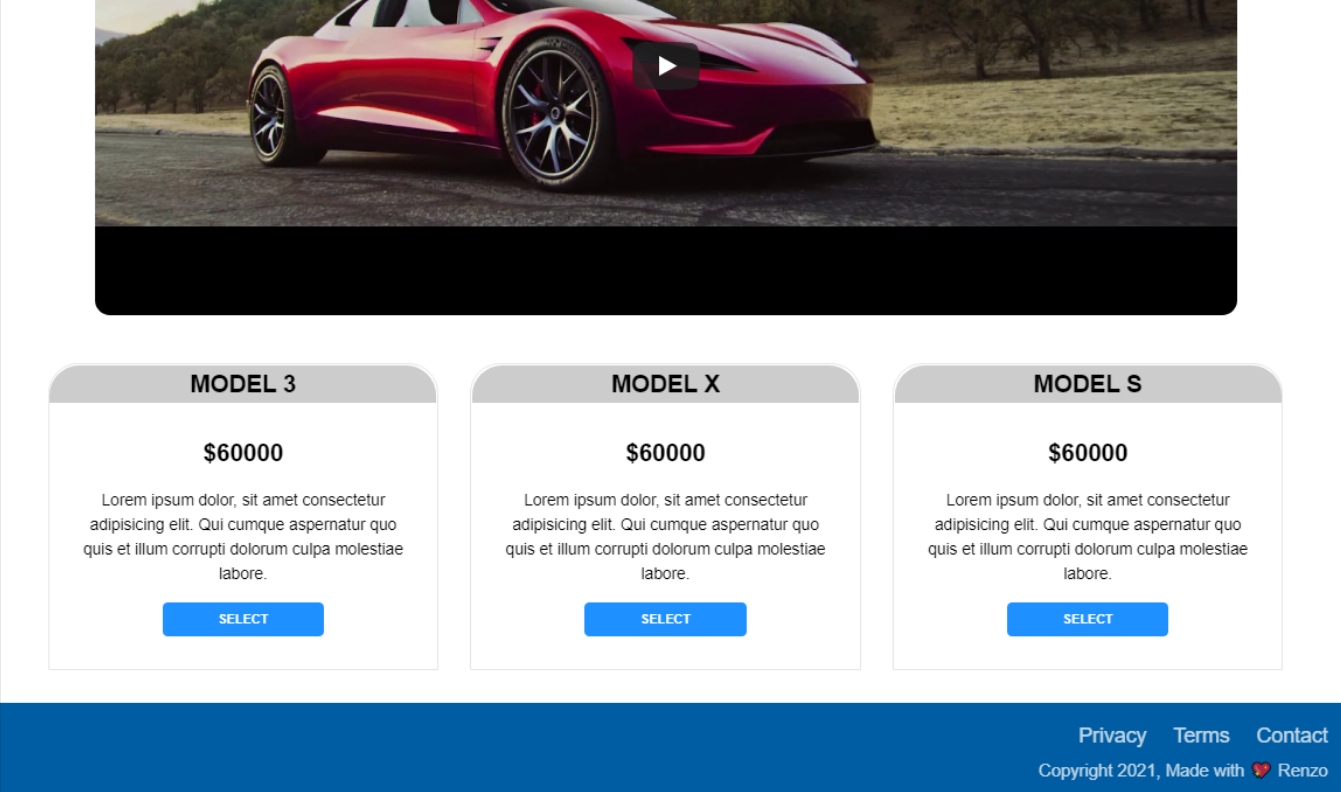 MODEL 3
$60000
Lorem ipsum dolor, sit amet consectetur
adipisicing elit. Qui cumque aspernatur quo
quis et illum corrupti dolorum culpa molestiae
labore.
SELECT
MODEL X
$60000
Lorem ipsum dolor, sit amet consectetur
adipisicing elit. Qui cumque aspernatur quo
quis et illum corrupti dolorum culpa molestiae
labore.
SELECT
MODEL S
$60000
Lorem ipsum dolor, sit amet consectetur
adipisicing elit. Qui cumque aspernatur quo
quis et illum corrupti dolorum culpa molestiae
labore.
SELECT
Privacy Terms Contact
Copyright 2021, Made with 💖 Renzo